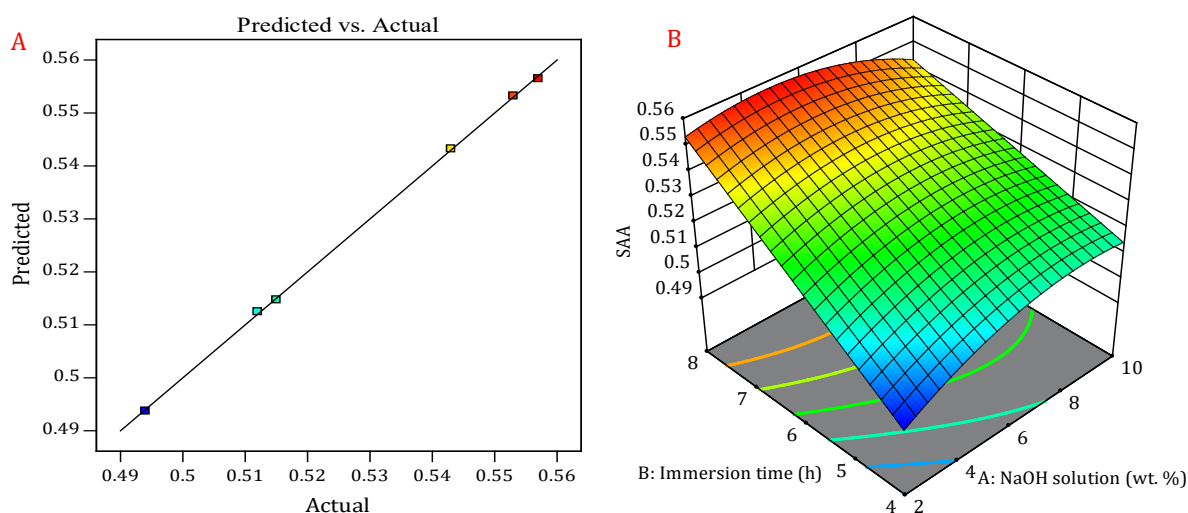 A
Predicted vs. Actual
0.56
0.55
0.54
0.53
0.52
0.51
0.5
0.49
Predicted
0.49 0.5 0.51 0.52 0.53 0.54 0.55 0.56
Actual
B
0.56
0.55
0.54
0.53
0.52
0.51
0.5
0.49
SAA
8
7
6
5
4
2
4
6
8
10
B: Immersion time (h)
A: NaOH solution (wt. %)